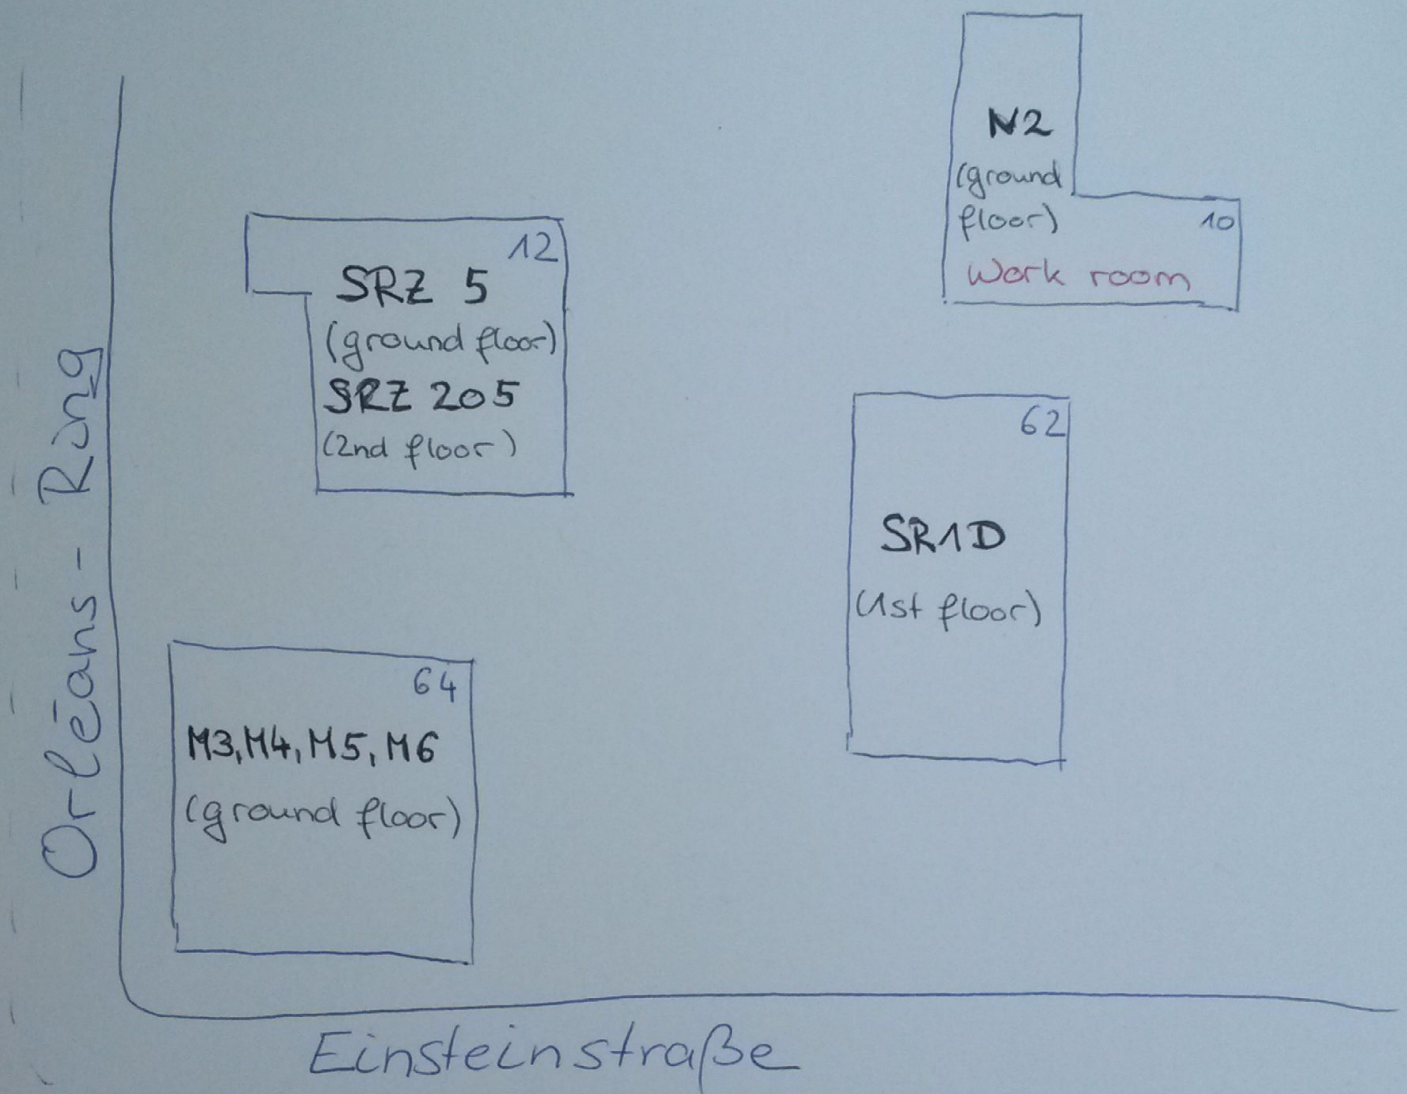 N2
(ground
floor)
10
Work room
12
SRZ 5
(ground floor)
SRZ 205
(2nd floor)
62
SR1D
(1st floor)
64
M3, M4, M5, M6
(ground floor)
Orléans-Ring
Einsteinstraße